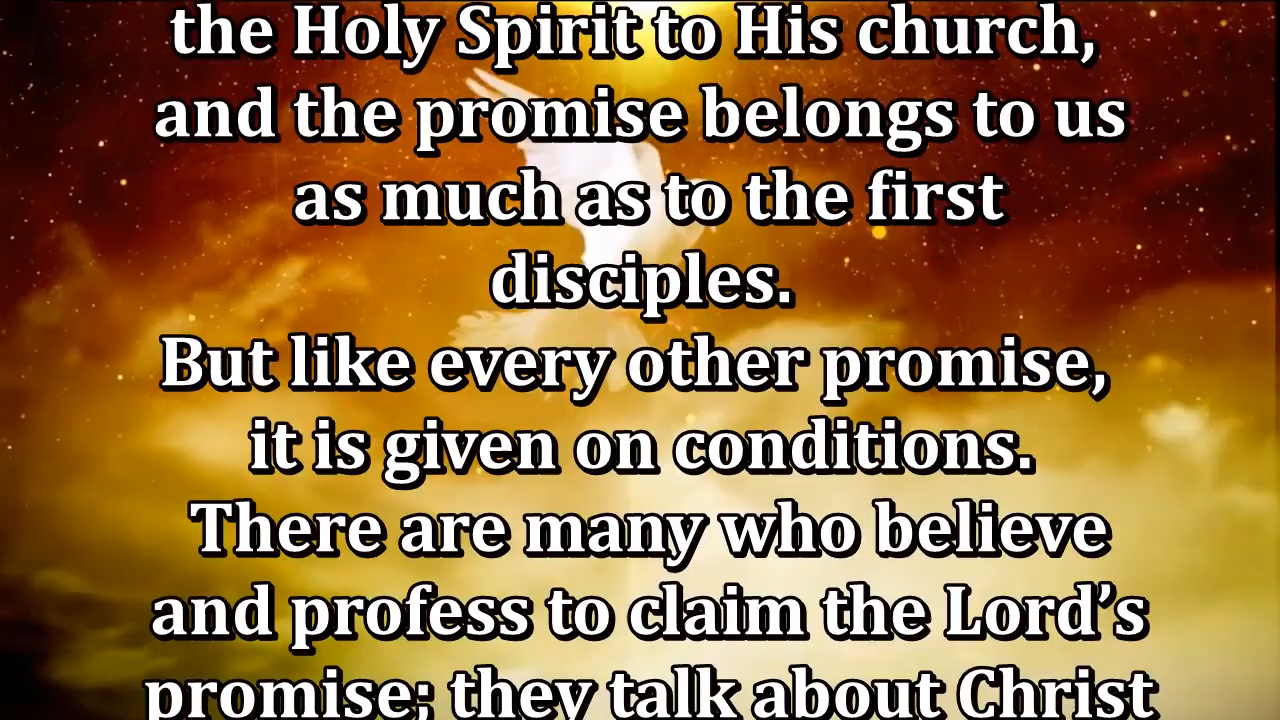 the Holy Spirit to His church,
and the promise belongs to us
as much as to the first
disciples.
But like every other promise,
it is given on conditions.
There are many who believe
and profess to claim the Lord’s
promise; they talk about Christ